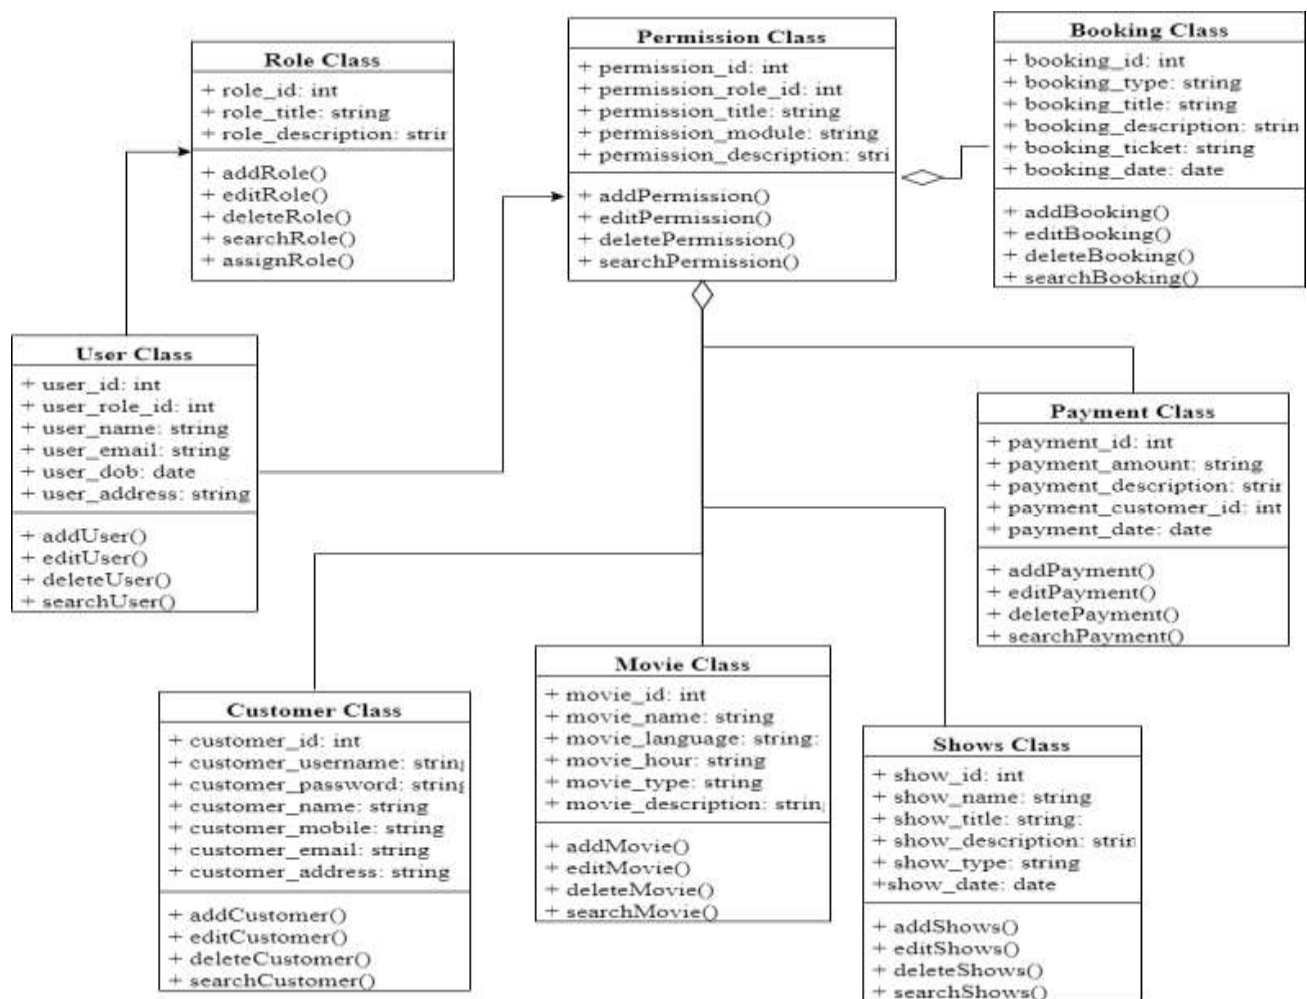 Role Class
+ role_id: int
+ role_title: string
+ role_description: strir
+ addRole()
+ editRole()
+ deleteRole()
+ searchRole()
+ assignRole()
Permission Class
+ permission_id: int
+ permission_role_id: int
+ permission_title: string
+ permission_module: string
+ permission_description: stri
+ addPermission()
+ editPermission()
+ deletePermission()
+ searchPermission()
Booking Class
+ booking_id: int
+ booking_type: string
+ booking_title: string
+ booking_description: strin
+ booking_ticket: string
+ booking_date: date
+ addBooking()
+ editBooking()
+ deleteBooking()
+ searchBooking()
User Class
+ user_id: int
+ user_role_id: int
+ user_name: string
+ user_email: string
+ user_dob: date
+ user_address: string
+ addUser()
+ editUser()
+ deleteUser()
+ searchUser()
Payment Class
+ payment_id: int
+ payment_amount: string
+ payment_description: strir
+ payment_customer_id: int
+ payment_date: date
+ addPayment()
+ editPayment()
+ deletePayment()
+ searchPayment()
Customer Class
+ customer_id: int
+ customer_username: string
+ customer_password: string
+ customer_name: string
+ customer_mobile: string
+ customer_email: string
+ customer_address: string
+ addCustomer()
+ editCustomer()
+ deleteCustomer()
+ searchCustomer()
Movie Class
+ movie_id: int
+ movie_name: string
+ movie_language: string:
+ movie_hour: string
+ movie_type: string
+ movie_description: strin
+ addMovie()
+ editMovie()
+ deleteMovie()
+ searchMovie()
Shows Class
+ show_id: int
+ show_name: string
+ show_title: string:
+ show_description: strin
+ show_type: string
+show_date: date
+ addShows()
+ editShows()
+ deleteShows()
+ searchShows()